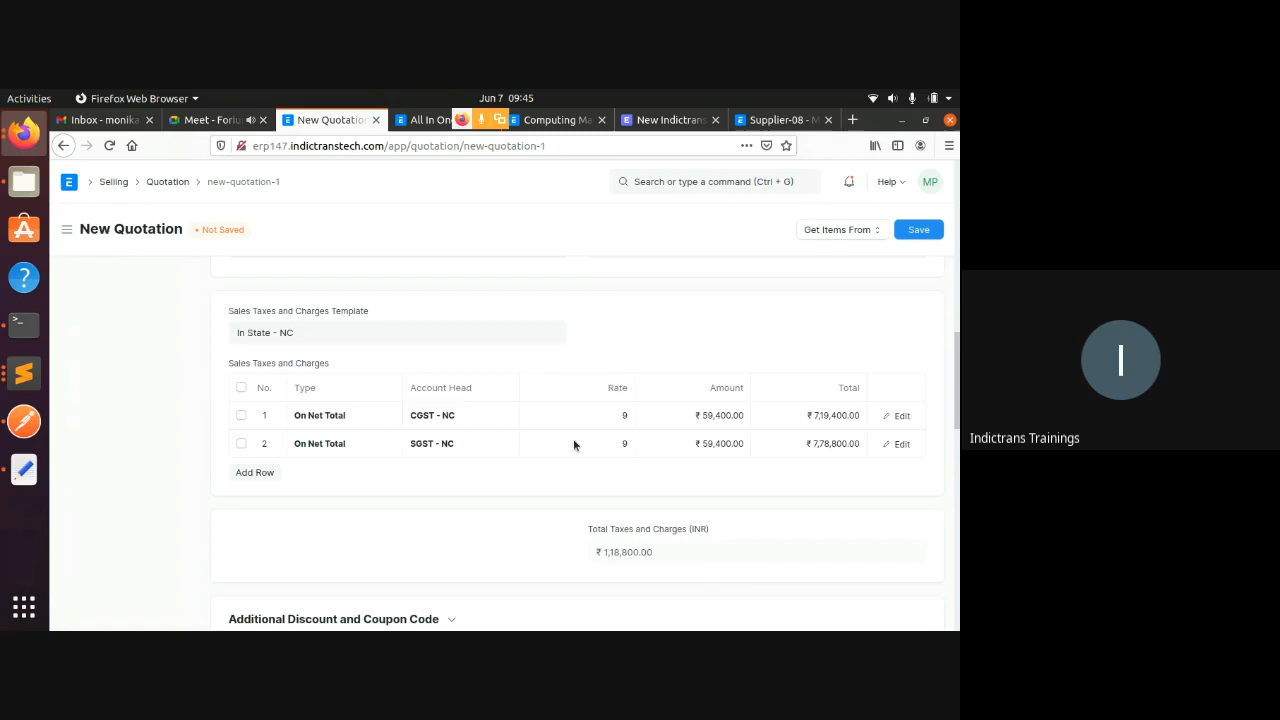 Activities Firefox Web Browser Jun 7 09:45
Inbox - monika Meet - Foriu New Quotatio All In On Computing Ma New Indictrans Supplier-08 - M
erp147.indictranstech.com/app/quotation/new-quotation-1
E Selling Quotation new-quotation-1 Search or type a command (Ctrl + G) Help MP
New Quotation • Not Saved Get Items From Save
Sales Taxes and Charges Template
In State - NC
Sales Taxes and Charges
No. Type Account Head Rate Amount Total
1 On Net Total CGST - NC 9 ₹ 59,400.00 ₹ 7,19,400.00 Edit
2 On Net Total SGST - NC 9 ₹ 59,400.00 ₹ 7,78,800.00 Edit
Add Row
Total Taxes and Charges (INR)
₹ 1,18,800.00
Additional Discount and Coupon Code
I
Indictrans Trainings